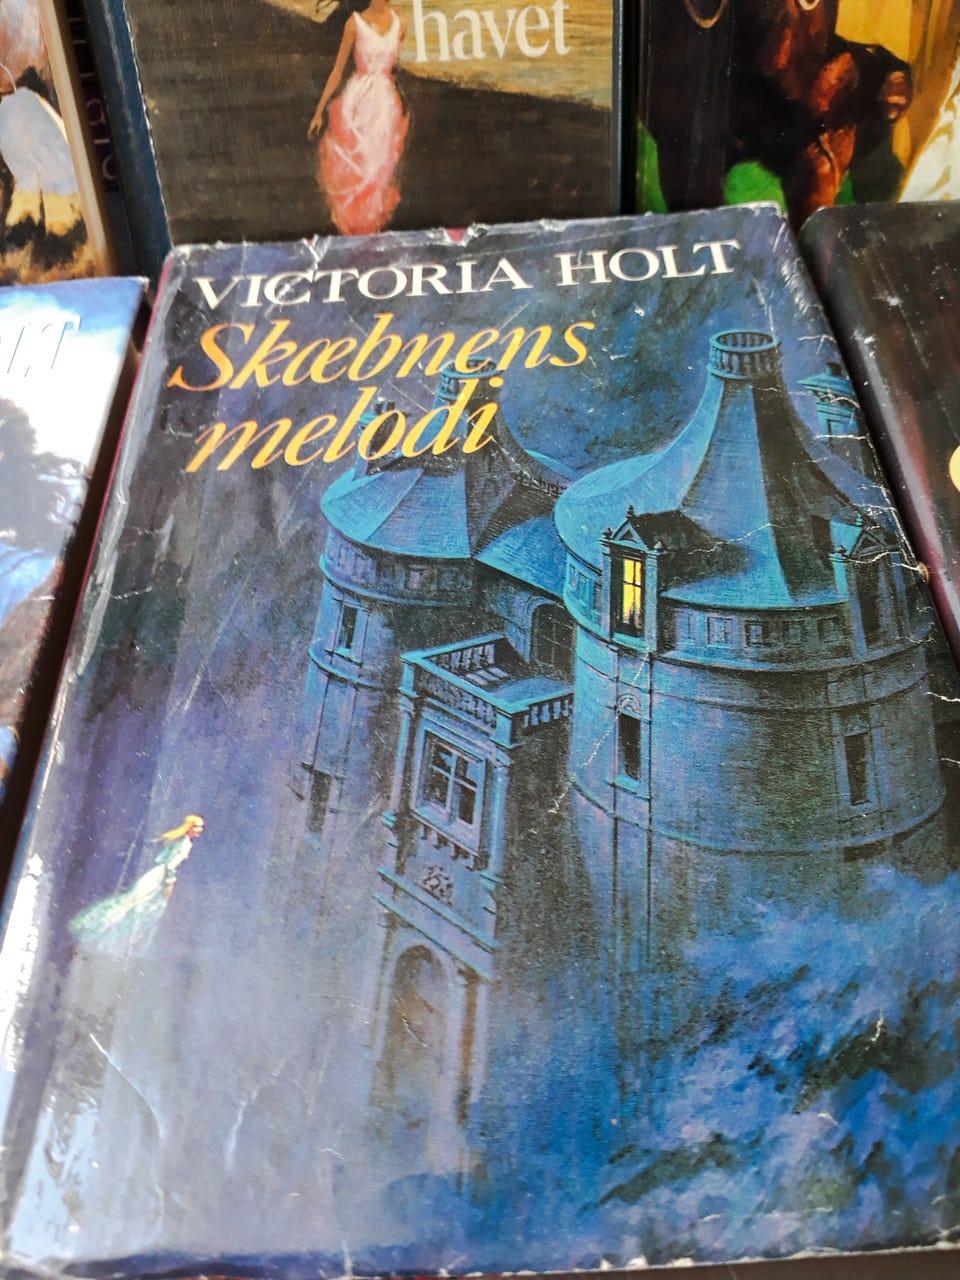 havet
VICTORIA HOLT
Skæbnens
melodi